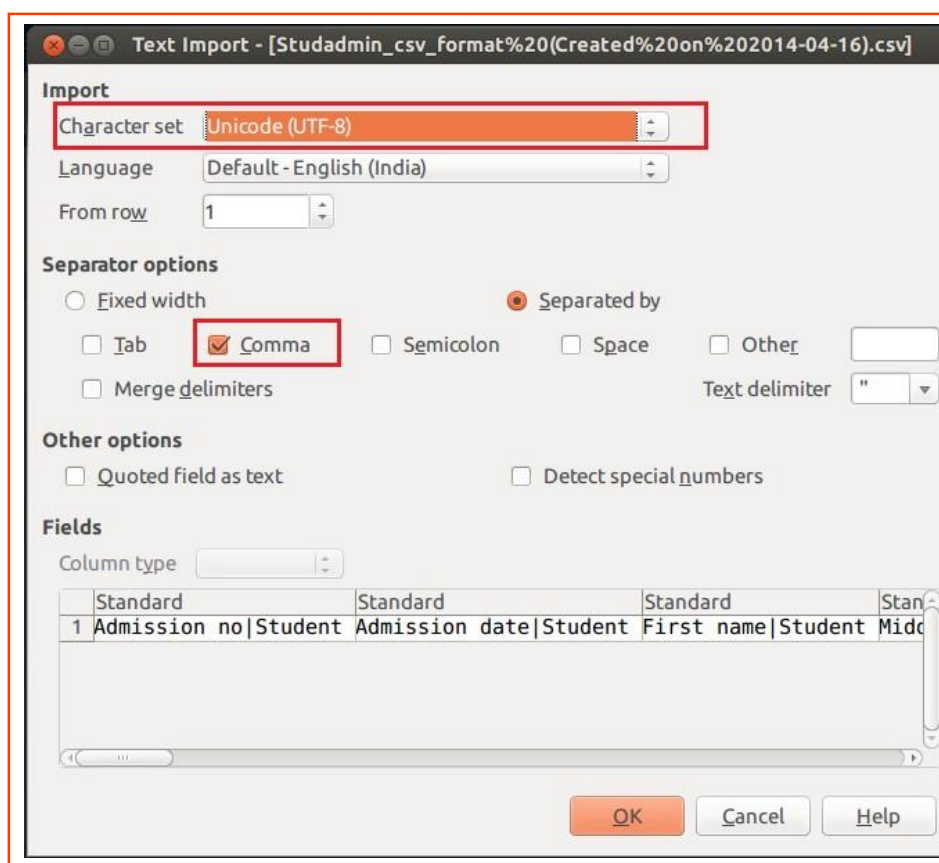 Text Import - [Studadmin_csv_format%20(Created%20on%202014-04-16).csv]
Import
Character set Unicode (UTF-8)
Language Default - English (India)
From row 1
Separator options
Fixed width Separated by
Tab Comma Semicolon Space Other
Merge delimiters Text delimiter "
Other options
Quoted field as text Detect special numbers
Fields
Column type
Standard Standard Standard Stan
1 Admission no|Student Admission date|Student First name|Student Midd
OK Cancel Help